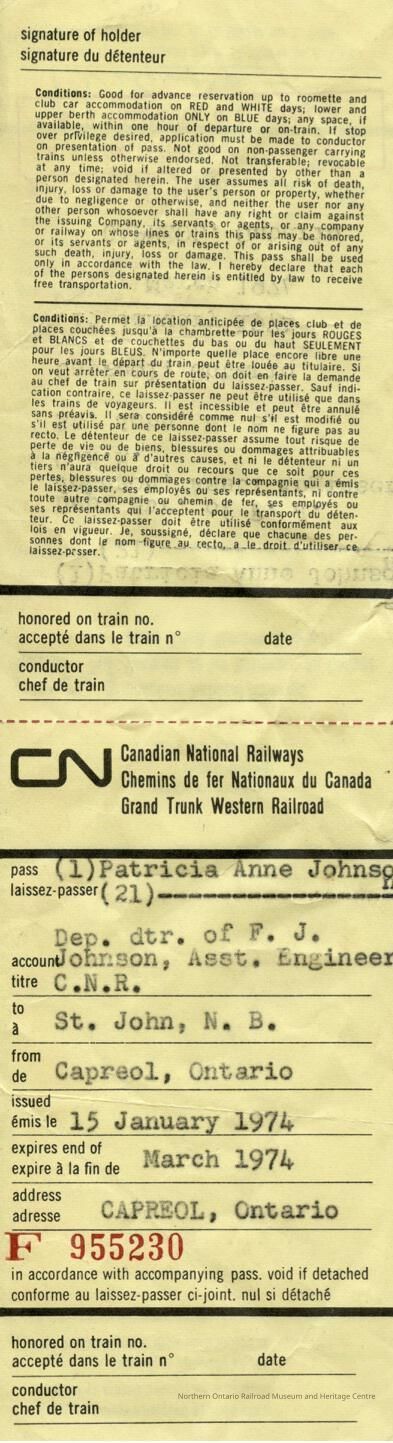 signature of holder
signature du détenteur
Conditions: Good for advance reservation up to roomette and
club car accommodation on RED and WHITE days; lower and
upper berth accommodation ONLY on BLUE days; any space, if
available, within one hour of departure or on-train. If stop
over privilege desired, application must be made to conductor
on presentation of pass. Not good on non-passenger carrying
trains unless otherwise endorsed. Not transferable; revocable
at any time; void if altered or presented by other than a
person designated herein. The user assumes all risk of death,
injury, loss or damage to the user's person or property, whether
due to negligence or otherwise, and neither the user nor any
other person whosoever shall have any right or claim against
the issuing Company, its servants or agents, or any company
or railway on whose lines or trains this pass may be honored,
or its servants or agents, in respect of or arising out of any
such death, injury, loss or damage. This pass shall be used
only in accordance with the law. I hereby declare that each
of the persons designated herein is entitled by law to receive
free transportation.
Conditions: Permet la location anticipée de places club et de
places couchées jusqu'à la chambrette pour les jours ROUGES
et BLANCS et de couchettes du bas ou du haut SEULEMENT
pour les jours BLEUS. N'importe quelle place encore libre une
heure avant le départ du train peut être louée au titulaire. Si
on veut arrêter en cours de route, on doit en faire la demande
au chef de train sur présentation du laissez-passer. Sauf indi-
cation contraire, ce laissez-passer ne peut être utilisé que dans
les trains de voyageurs. Il est incessible et peut être annulé
sans préavis. Il sera considéré comme nul s'il est modifié ou
s'il est utilisé par une personne dont le nom ne figure pas au
recto. Le détenteur de ce laissez-passer assume tout risque de
perte de vie ou de biens, blessures ou dommages attribuables
à la négligence ou à d'autres causes, et ni le détenteur ni un
tiers n'aura quelque droit ou recours que ce soit pour ces
pertes, blessures ou dommages contre la compagnie qui a émis
le laissez-passer, ses employés ou ses représentants, ni contre
toute autre compagnie ou chemin de fer, ses employés ou
ses représentants qui l'acceptent pour le transport du déten-
teur. Ce laissez-passer doit être utilisé conformément aux
lois en vigueur. Je, soussigné, déclare que chacune des per-
sonnes dont le nom figure au recto, a le droit d'utiliser ce
laissez-passer.
honored on train no.
accepté dans le train n° date
conductor
chef de train
CN Canadian National Railways
Chemins de fer Nationaux du Canada
Grand Trunk Western Railroad
pass (1) Patricia Anne Johnson
laissez-passer (21)----------
Dep. dtr. of F. J.
account Johnson, Asst. Engineer
titre C.N.R.
to
à St. John, N. B.
from
de Capreol, Ontario
issued
émis le 15 January 1974
expires end of
expire à la fin de March 1974
address
adresse CAPREOL, Ontario
F 955230
in accordance with accompanying pass. void if detached
conforme au laissez-passer ci-joint. nul si détaché
honored on train no.
accepté dans le train n° date
conductor
chef de train
Northern Ontario Railroad Museum and Heritage Centre